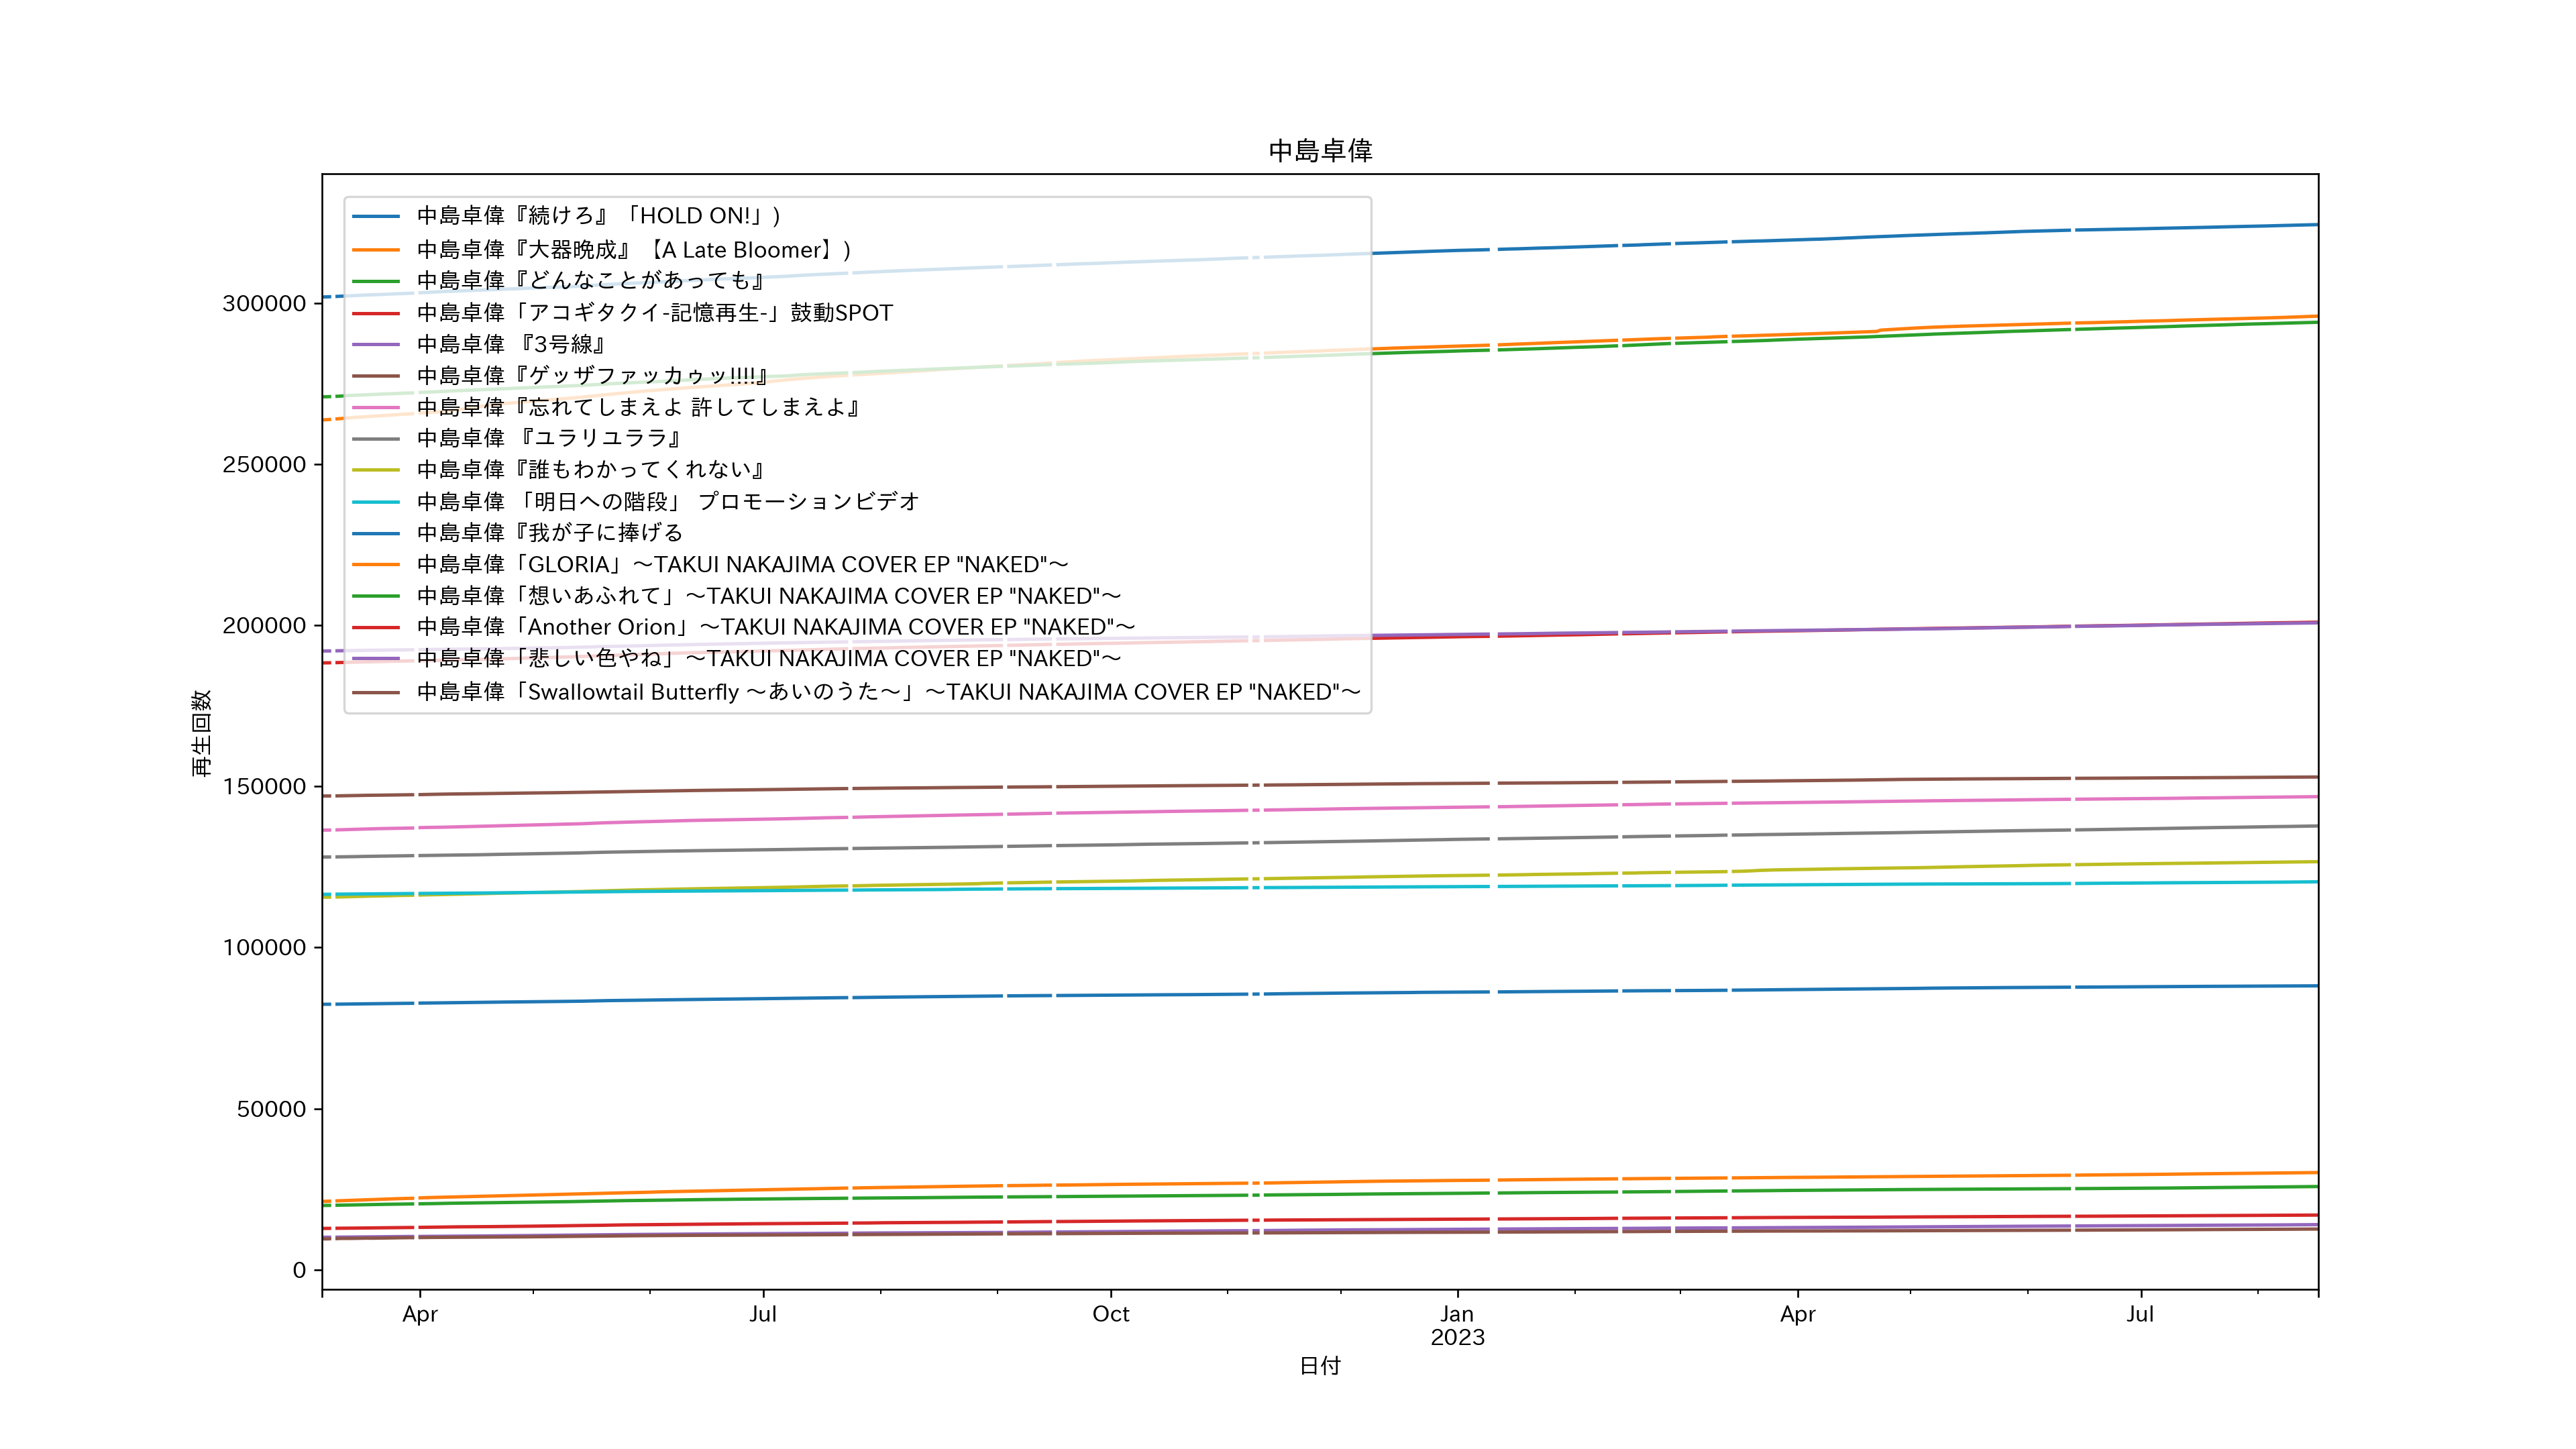 中島卓偉
中島卓偉『続けろ』「HOLD ON!」)
中島卓偉『大器晩成』【A Late Bloomer】)
中島卓偉『どんなことがあっても』
中島卓偉「アコギタクイ-記憶再生-」鼓動SPOT
中島卓偉 『3号線』
中島卓偉『ゲッザファッカゥッ!!!!』
中島卓偉『忘れてしまえよ 許してしまえよ』
中島卓偉 『ユラリユララ』
中島卓偉『誰もわかってくれない』
中島卓偉 「明日への階段」 プロモーションビデオ
中島卓偉『我が子に捧げる
中島卓偉「GLORIA」～TAKUI NAKAJIMA COVER EP "NAKED"～
中島卓偉「想いあふれて」～TAKUI NAKAJIMA COVER EP "NAKED"～
中島卓偉「Another Orion」～TAKUI NAKAJIMA COVER EP "NAKED"～
中島卓偉「悲しい色やね」～TAKUI NAKAJIMA COVER EP "NAKED"～
中島卓偉「Swallowtail Butterfly ～あいのうた～」～TAKUI NAKAJIMA COVER EP "NAKED"～
再生回数
300000
250000
200000
150000
100000
50000
0
Apr Jul Oct Jan Apr Jul
2023
日付